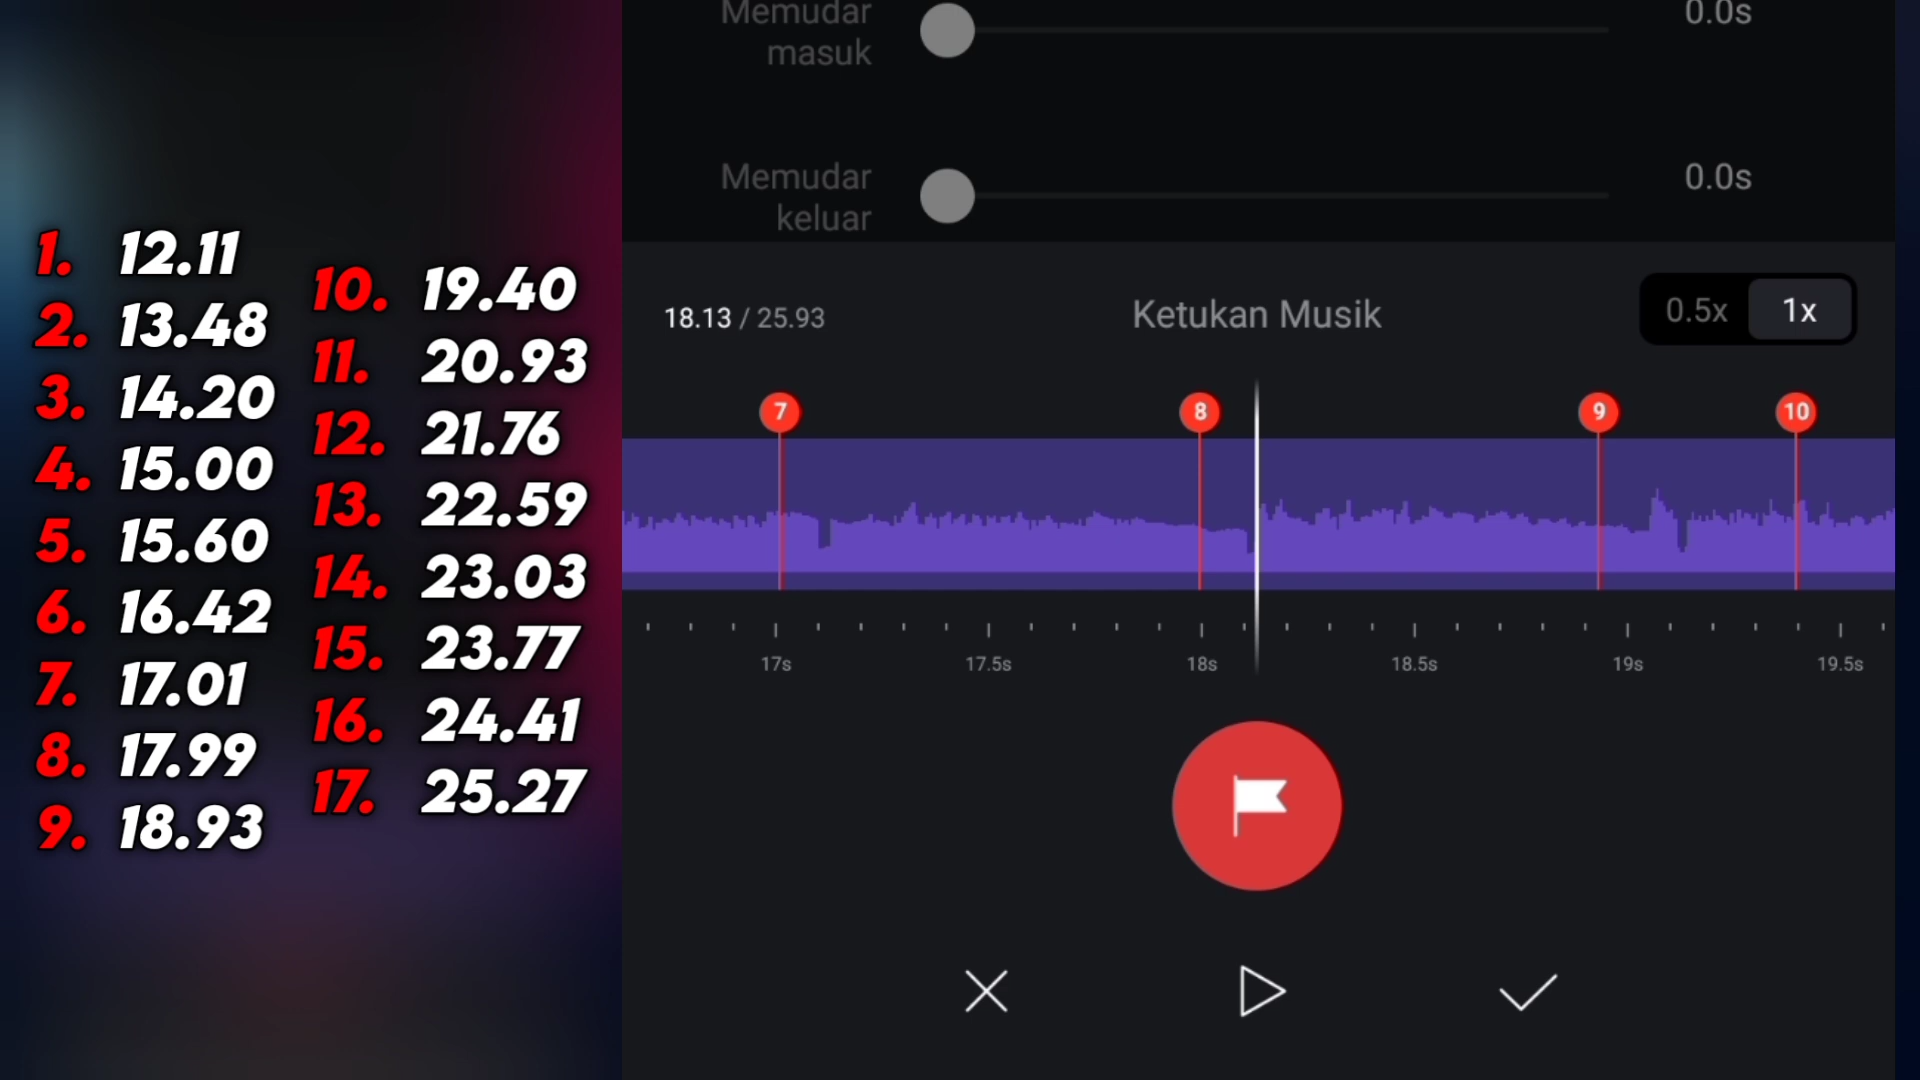 1. 12.11
2. 13.48
3. 14.20
4. 15.00
5. 15.60
6. 16.42
7. 17.01
8. 17.99
9. 18.93
10. 19.40
11. 20.93
12. 21.76
13. 22.59
14. 23.03
15. 23.77
16. 24.41
17. 25.27
Memudar
masuk
0.0s
Memudar
keluar
0.0s
18.13 / 25.93
Ketukan Musik
0.5x 1x
7 8 9 10
17s 17.5s 18s 18.5s 19s 19.5s